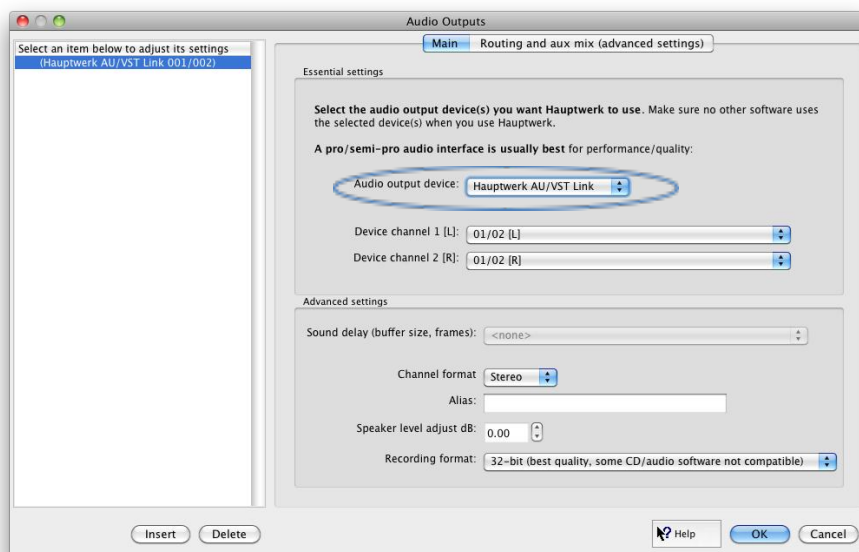 Audio Outputs
Select an item below to adjust its settings
(Hauptwerk AU/VST Link 001/002)
Main
Routing and aux mix (advanced settings)
Essential settings
Select the audio output device(s) you want Hauptwerk to use. Make sure no other software uses
the selected device(s) when you use Hauptwerk.
A pro/semi-pro audio interface is usually best for performance/quality:
Audio output device: Hauptwerk AU/VST Link
Device channel 1 [L]: 01/02 [L]
Device channel 2 [R]: 01/02 [R]
Advanced settings
Sound delay (buffer size, frames): <none>
Channel format Stereo
Alias:
Speaker level adjust dB: 0.00
Recording format: 32-bit (best quality, some CD/audio software not compatible)
Insert
Delete
? Help
OK
Cancel